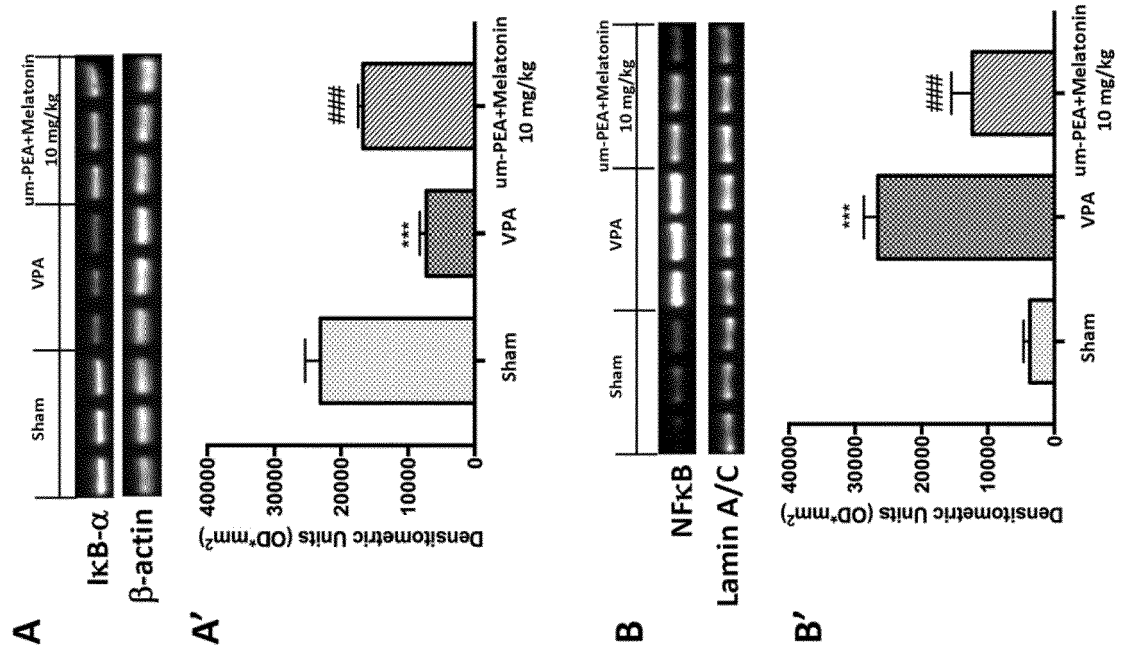 A
Sham
VPA
um-PEA+Melatonin
10 mg/kg
IκB-α
β-actin
A'
Densitometric Units (OD*mm²)
40000
30000
20000
10000
0
***
###
Sham
VPA
um-PEA+Melatonin
10 mg/kg
B
Sham
VPA
um-PEA+Melatonin
10 mg/kg
NFκB
Lamin A/C
B'
Densitometric Units (OD*mm²)
40000
30000
20000
10000
0
***
###
Sham
VPA
um-PEA+Melatonin
10 mg/kg